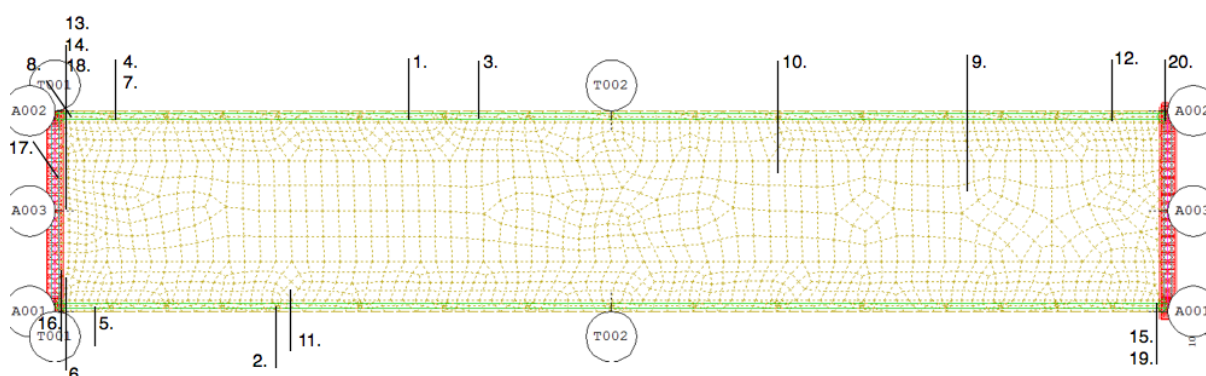 13.
14.
18.
8.
4.
7.
1.
3.
10.
9.
12.
20.
T001
T002
A002
A002
17.
A003
A003
A001
A001
16.
5.
T001
T002
15.
19.
10
6
2.
11.